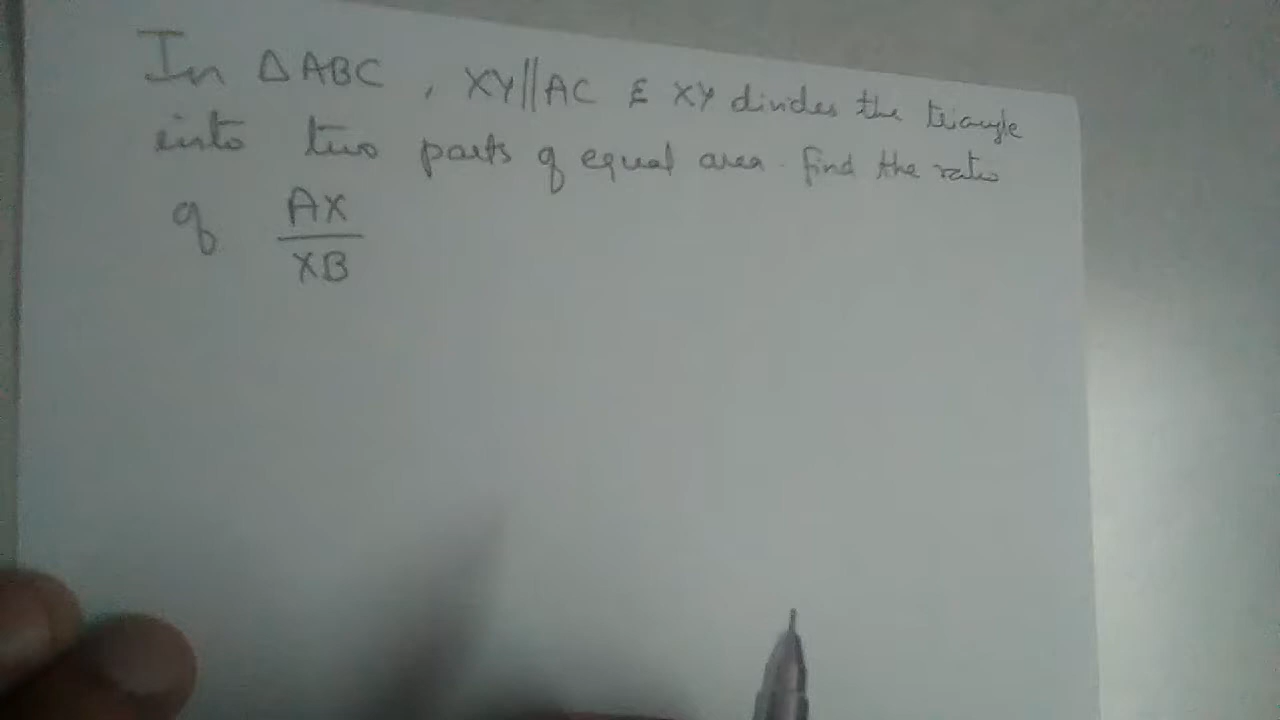 In △ABC , XY||AC & XY divides the triangle
into two parts of equal area. find the ratio
of AX
XB